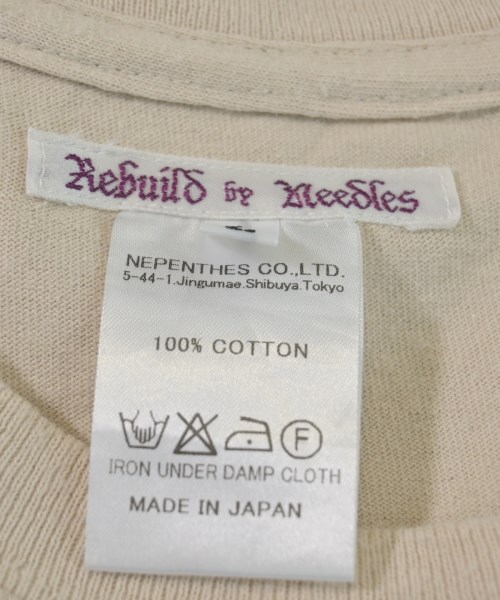 Rebuild by Needles
NEPENTHES CO.,LTD.
5-44-1.Jingumae.Shibuya.Tokyo
100% COTTON
F
IRON UNDER DAMP CLOTH
MADE IN JAPAN